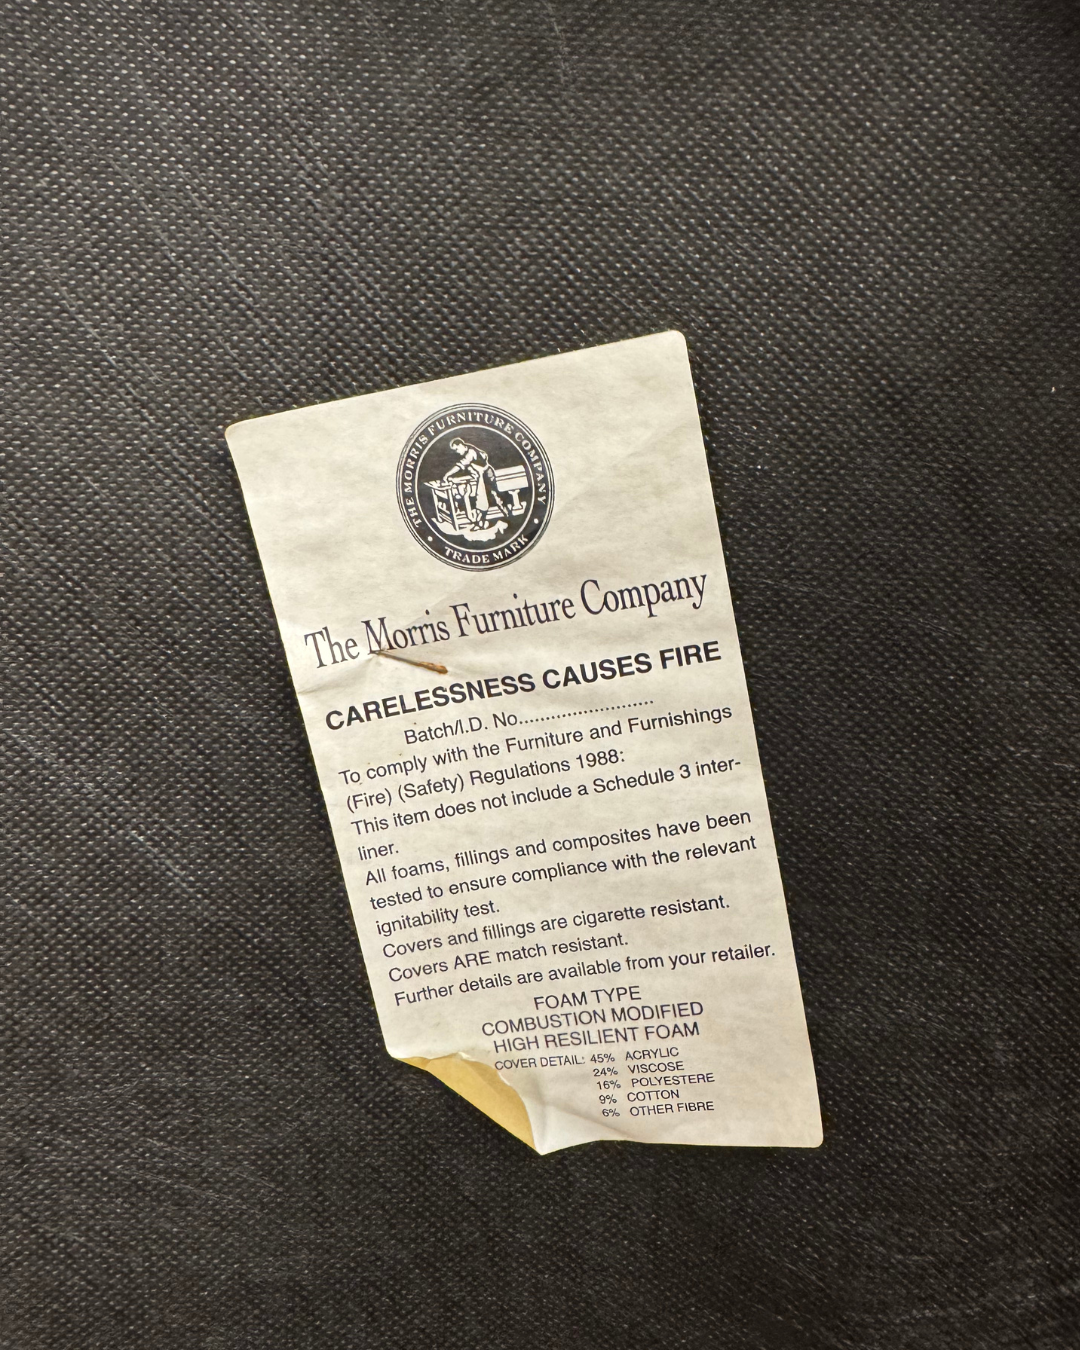 THE MORRIS FURNITURE COMPANY
TRADE MARK
The Morris Furniture Company
CARELESSNESS CAUSES FIRE
Batch/I.D. No..........................
To comply with the Furniture and Furnishings
(Fire) (Safety) Regulations 1988:
This item does not include a Schedule 3 inter-
liner.
All foams, fillings and composites have been
tested to ensure compliance with the relevant
ignitability test.
Covers and fillings are cigarette resistant.
Covers ARE match resistant.
Further details are available from your retailer.
FOAM TYPE
COMBUSTION MODIFIED
HIGH RESILIENT FOAM
COVER DETAIL: 45% ACRYLIC
24% VISCOSE
16% POLYESTERE
9% COTTON
6% OTHER FIBRE